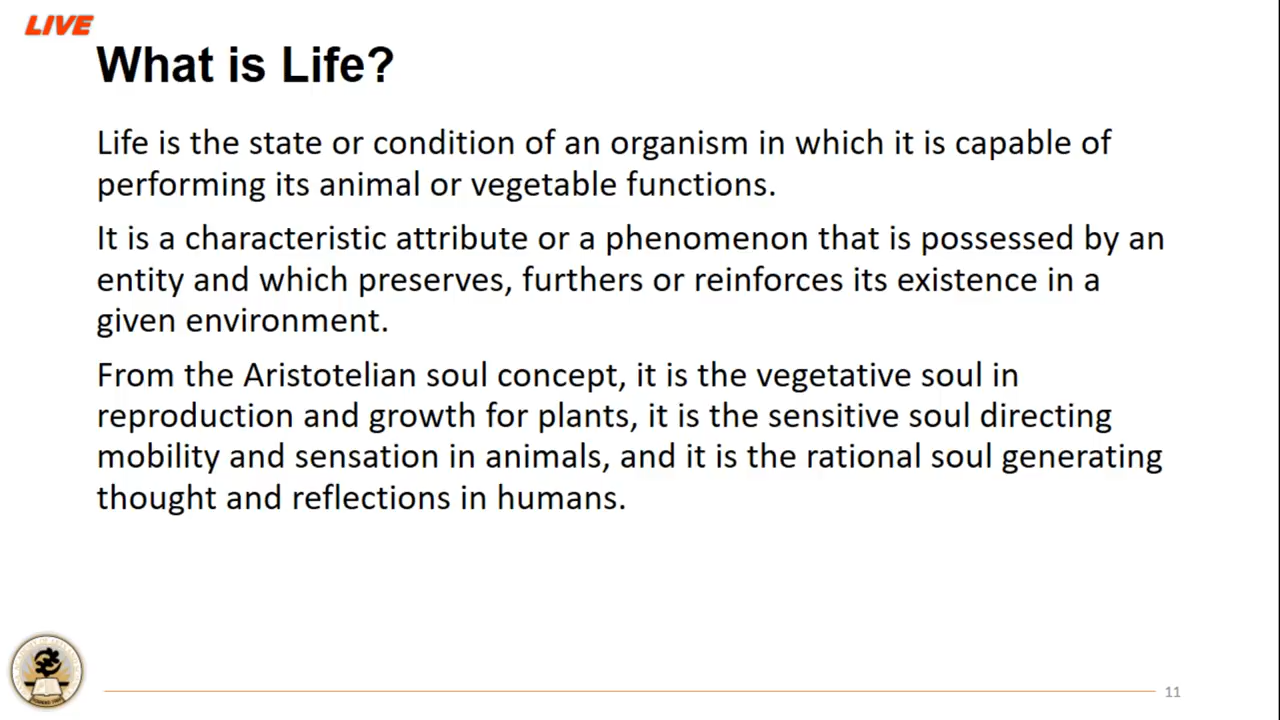 LIVE
What is Life?
Life is the state or condition of an organism in which it is capable of
performing its animal or vegetable functions.
It is a characteristic attribute or a phenomenon that is possessed by an
entity and which preserves, furthers or reinforces its existence in a
given environment.
From the Aristotelian soul concept, it is the vegetative soul in
reproduction and growth for plants, it is the sensitive soul directing
mobility and sensation in animals, and it is the rational soul generating
thought and reflections in humans.
11